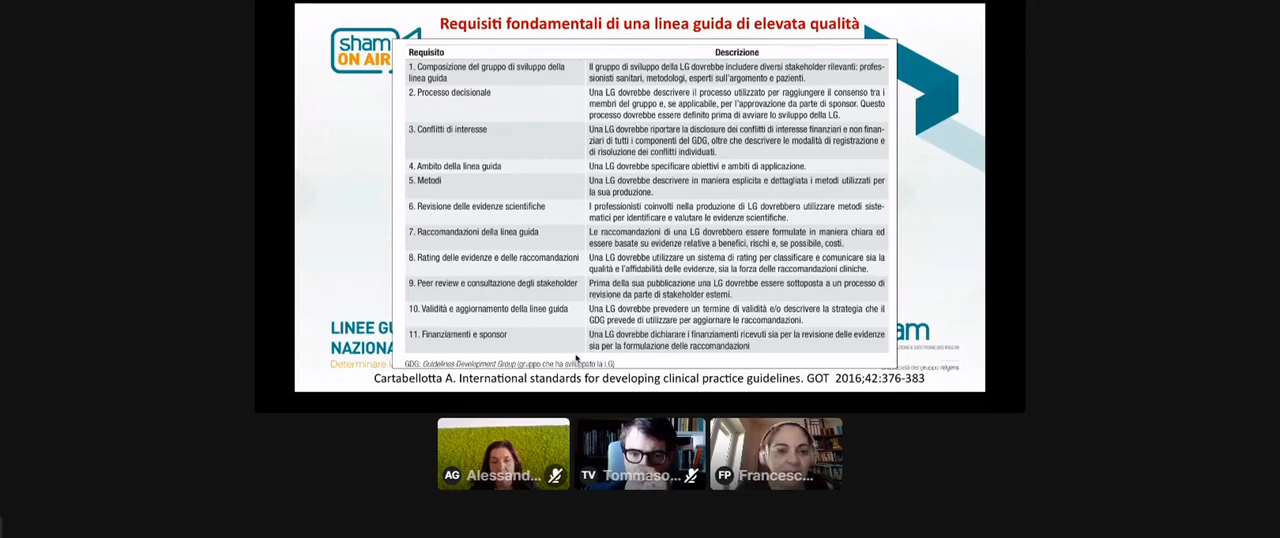 Requisiti fondamentali di una linea guida di elevata qualità
sham
ON AIR
Requisito
Descrizione
1. Composizione del gruppo di sviluppo della
linea guida
Il gruppo di sviluppo della LG dovrebbe includere diversi stakeholder rilevanti: profes-
sionisti sanitari, metodologi, esperti sull'argomento e pazienti.
2. Processo decisionale
Una LG dovrebbe descrivere il processo utilizzato per raggiungere il consenso tra i
membri del gruppo e, se applicabile, per l'approvazione da parte di sponsor. Questo
processo dovrebbe essere definito prima di avviare lo sviluppo della LG.
3. Conflitti di interesse
Una LG dovrebbe riportare la disclosure dei conflitti di interesse finanziari e non finan-
ziari di tutti i componenti del GDG, oltre che descrivere le modalità di registrazione e
di risoluzione dei conflitti individuati.
4. Ambito della linea guida
Una LG dovrebbe specificare obiettivi e ambiti di applicazione.
5. Metodi
Una LG dovrebbe descrivere in maniera esplicita e dettagliata i metodi utilizzati per
la sua produzione.
6. Revisione delle evidenze scientifiche
I professionisti coinvolti nella produzione di LG dovrebbero utilizzare metodi siste-
matici per identificare e valutare le evidenze scientifiche.
7. Raccomandazioni della linea guida
Le raccomandazioni di una LG dovrebbero essere formulate in maniera chiara ed
essere basate su evidenze relative a benefici, rischi e, se possibile, costi.
8. Rating delle evidenze e delle raccomandazioni
Una LG dovrebbe utilizzare un sistema di rating per classificare e comunicare sia la
qualità e l'affidabilità delle evidenze, sia la forza delle raccomandazioni cliniche.
9. Peer review e consultazione degli stakeholder
Prima della sua pubblicazione una LG dovrebbe essere sottoposta a un processo di
revisione da parte di stakeholder esterni.
10. Validità e aggiornamento della linee guida
Una LG dovrebbe prevedere un termine di validità e/o descrivere la strategia che il
GDG prevede di utilizzare per aggiornare le raccomandazioni.
11. Finanziamenti e sponsor
Una LG dovrebbe dichiarare i finanziamenti ricevuti sia per la revisione delle evidenze
sia per la formulazione delle raccomandazioni
GDG: Guidelines Development Group (gruppo che ha sviluppato la LG)
LINEE GU
NAZIONA
Determinare l
am
Cartabellotta A. International standards for developing clinical practice guidelines. GOT 2016;42:376-383
AG Alessand...
TV Tommaso...
FP Francesc...